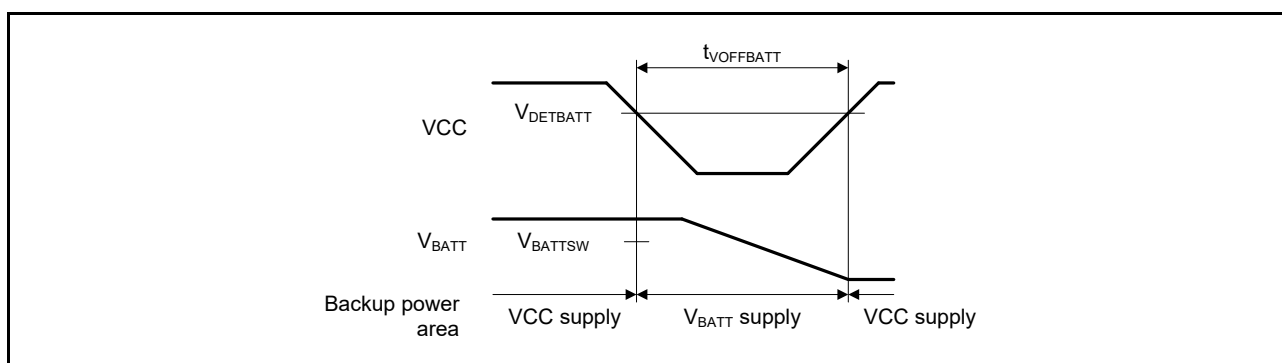 tVOFFBATT
VCC
VDETBATT
VBATT
VBATTSW
Backup power
area
VCC supply
VBATT supply
VCC supply